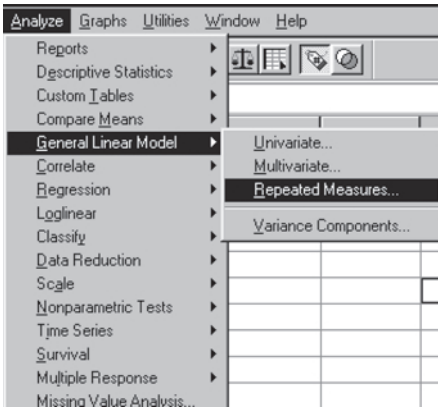 Analyze Graphs Utilities Window Help
Reports
Descriptive Statistics
Custom Tables
Compare Means
General Linear Model
Univariate...
Multivariate...
Repeated Measures...
Variance Components...
Correlate
Regression
Loglinear
Classify
Data Reduction
Scale
Nonparametric Tests
Time Series
Survival
Multiple Response
Missing Value Analysis...